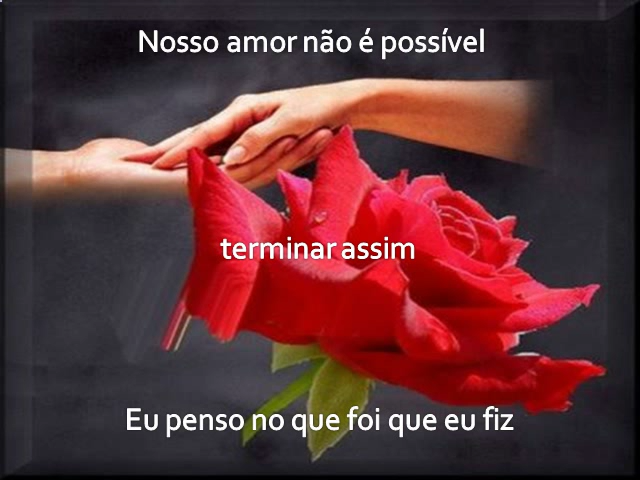 Nosso amor não é possível
terminar assim
Eu penso no que foi que eu fiz